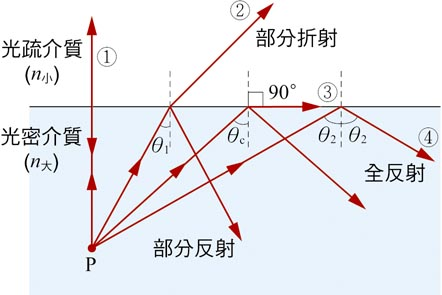 ②
光疏介質
(n小)
①
部分折射
90°
③
光密介質
(n大)
θ1
θc
θ2
θ2
④
全反射
P
部分反射